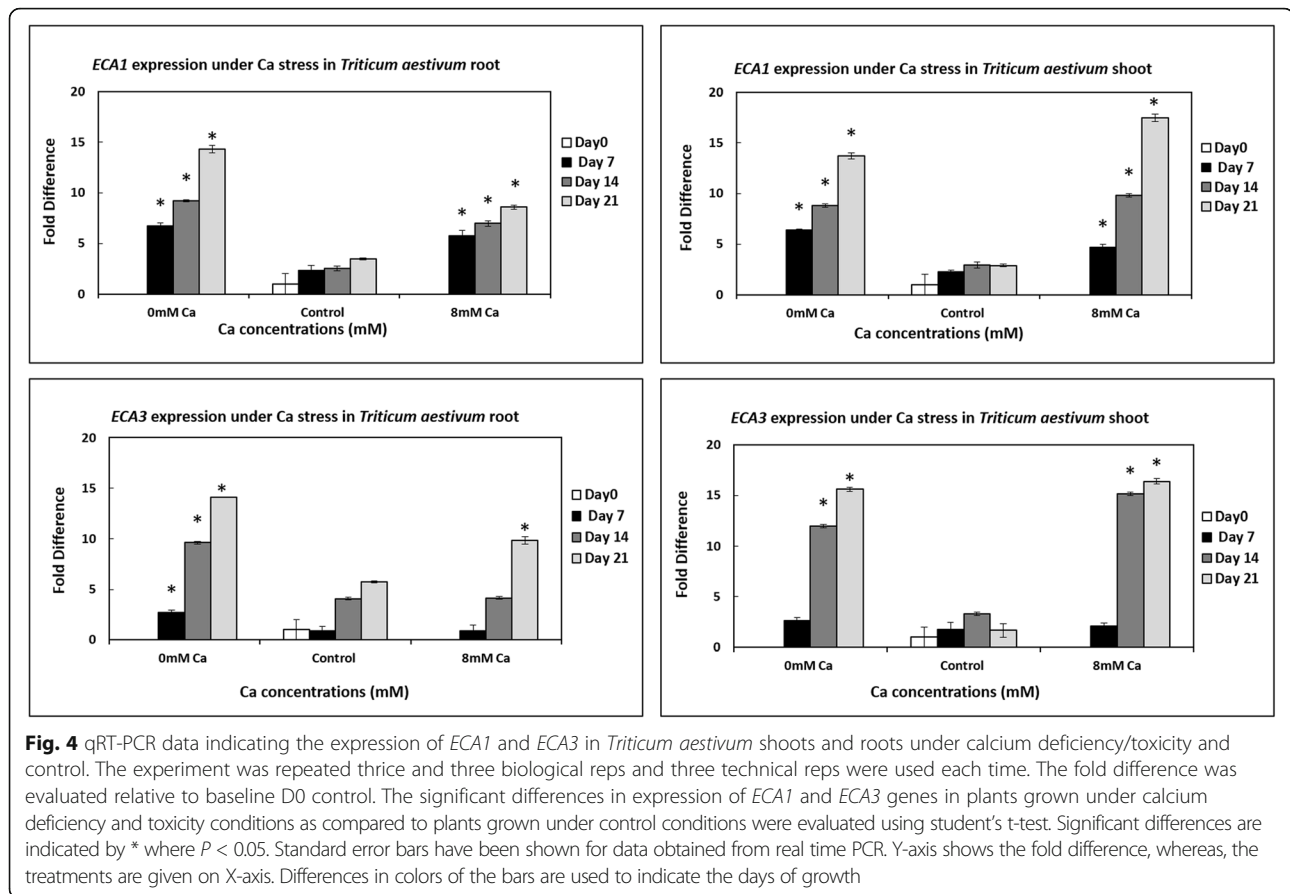 ECA1 expression under Ca stress in Triticum aestivum root
Fold Difference
20
15
10
5
0
* * * * * *
0mM Ca Control 8mM Ca
Ca concentrations (mM)
Day0
Day 7
Day 14
Day 21
ECA1 expression under Ca stress in Triticum aestivum shoot
Fold Difference
20
15
10
5
0
* * * * * *
0mM Ca Control 8mM Ca
Ca concentrations (mM)
Day0
Day 7
Day 14
Day 21
ECA3 expression under Ca stress in Triticum aestivum root
Fold Difference
20
15
10
5
0
* * * *
0mM Ca Control 8mM Ca
Ca concentrations (mM)
Day0
Day 7
Day 14
Day 21
ECA3 expression under Ca stress in Triticum aestivum shoot
Fold Difference
20
15
10
5
0
* * * *
0mM Ca Control 8mM Ca
Ca concentrations (mM)
Day0
Day 7
Day 14
Day 21
Fig. 4 qRT-PCR data indicating the expression of ECA1 and ECA3 in Triticum aestivum shoots and roots under calcium deficiency/toxicity and
control. The experiment was repeated thrice and three biological reps and three technical reps were used each time. The fold difference was
evaluated relative to baseline D0 control. The significant differences in expression of ECA1 and ECA3 genes in plants grown under calcium
deficiency and toxicity conditions as compared to plants grown under control conditions were evaluated using student's t-test. Significant differences are
indicated by * where P < 0.05. Standard error bars have been shown for data obtained from real time PCR. Y-axis shows the fold difference, whereas, the
treatments are given on X-axis. Differences in colors of the bars are used to indicate the days of growth